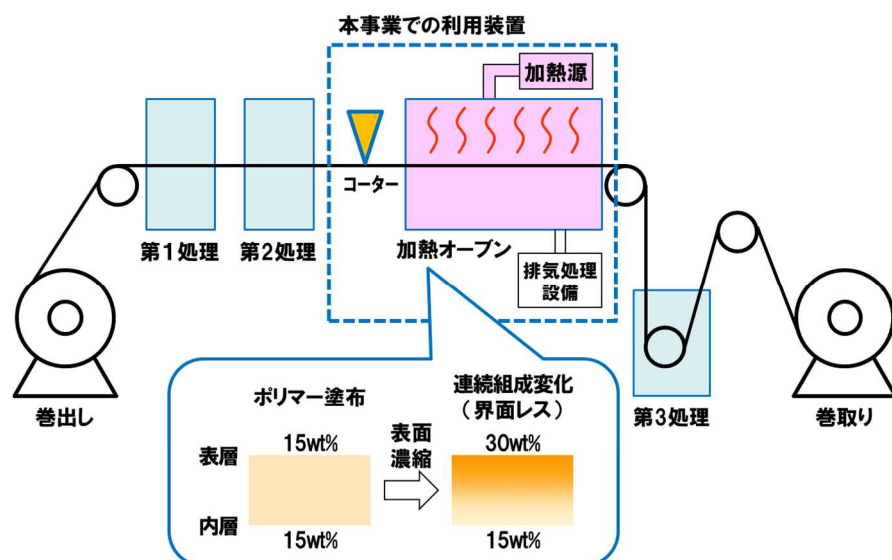 本事業での利用装置
加熱源
コーター
第1処理
第2処理
加熱オーブン
排気処理
設備
巻出し
第3処理
巻取り
ポリマー塗布
連続組成変化
（界面レス）
表層
15wt%
表面
濃縮
30wt%
内層
15wt%
15wt%